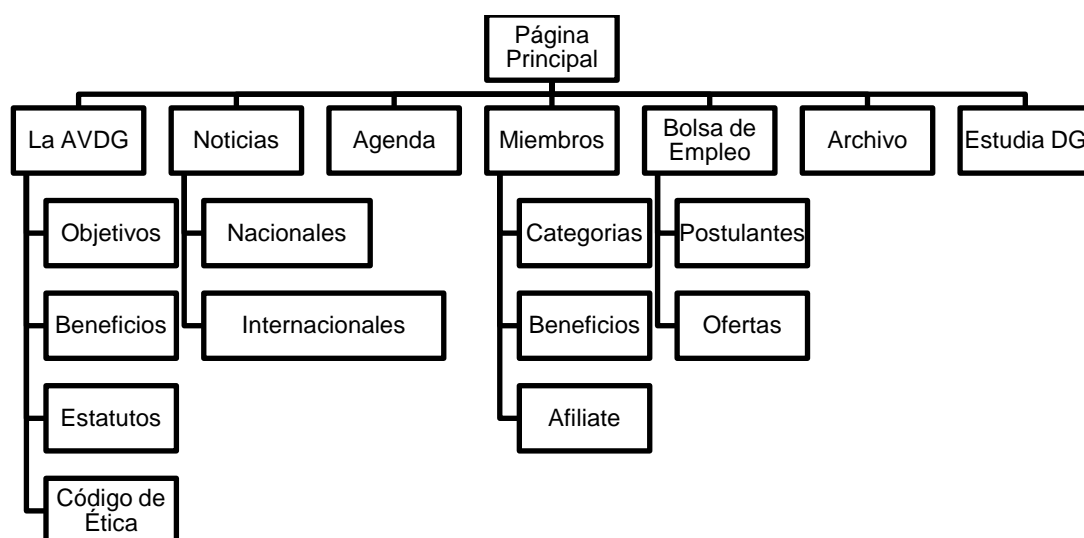 Página
Principal
La AVDG
Noticias
Agenda
Miembros
Bolsa de
Empleo
Archivo
Estudia DG
Objetivos
Nacionales
Categorias
Postulantes
Beneficios
Internacionales
Beneficios
Ofertas
Estatutos
Afiliate
Código de
Ética